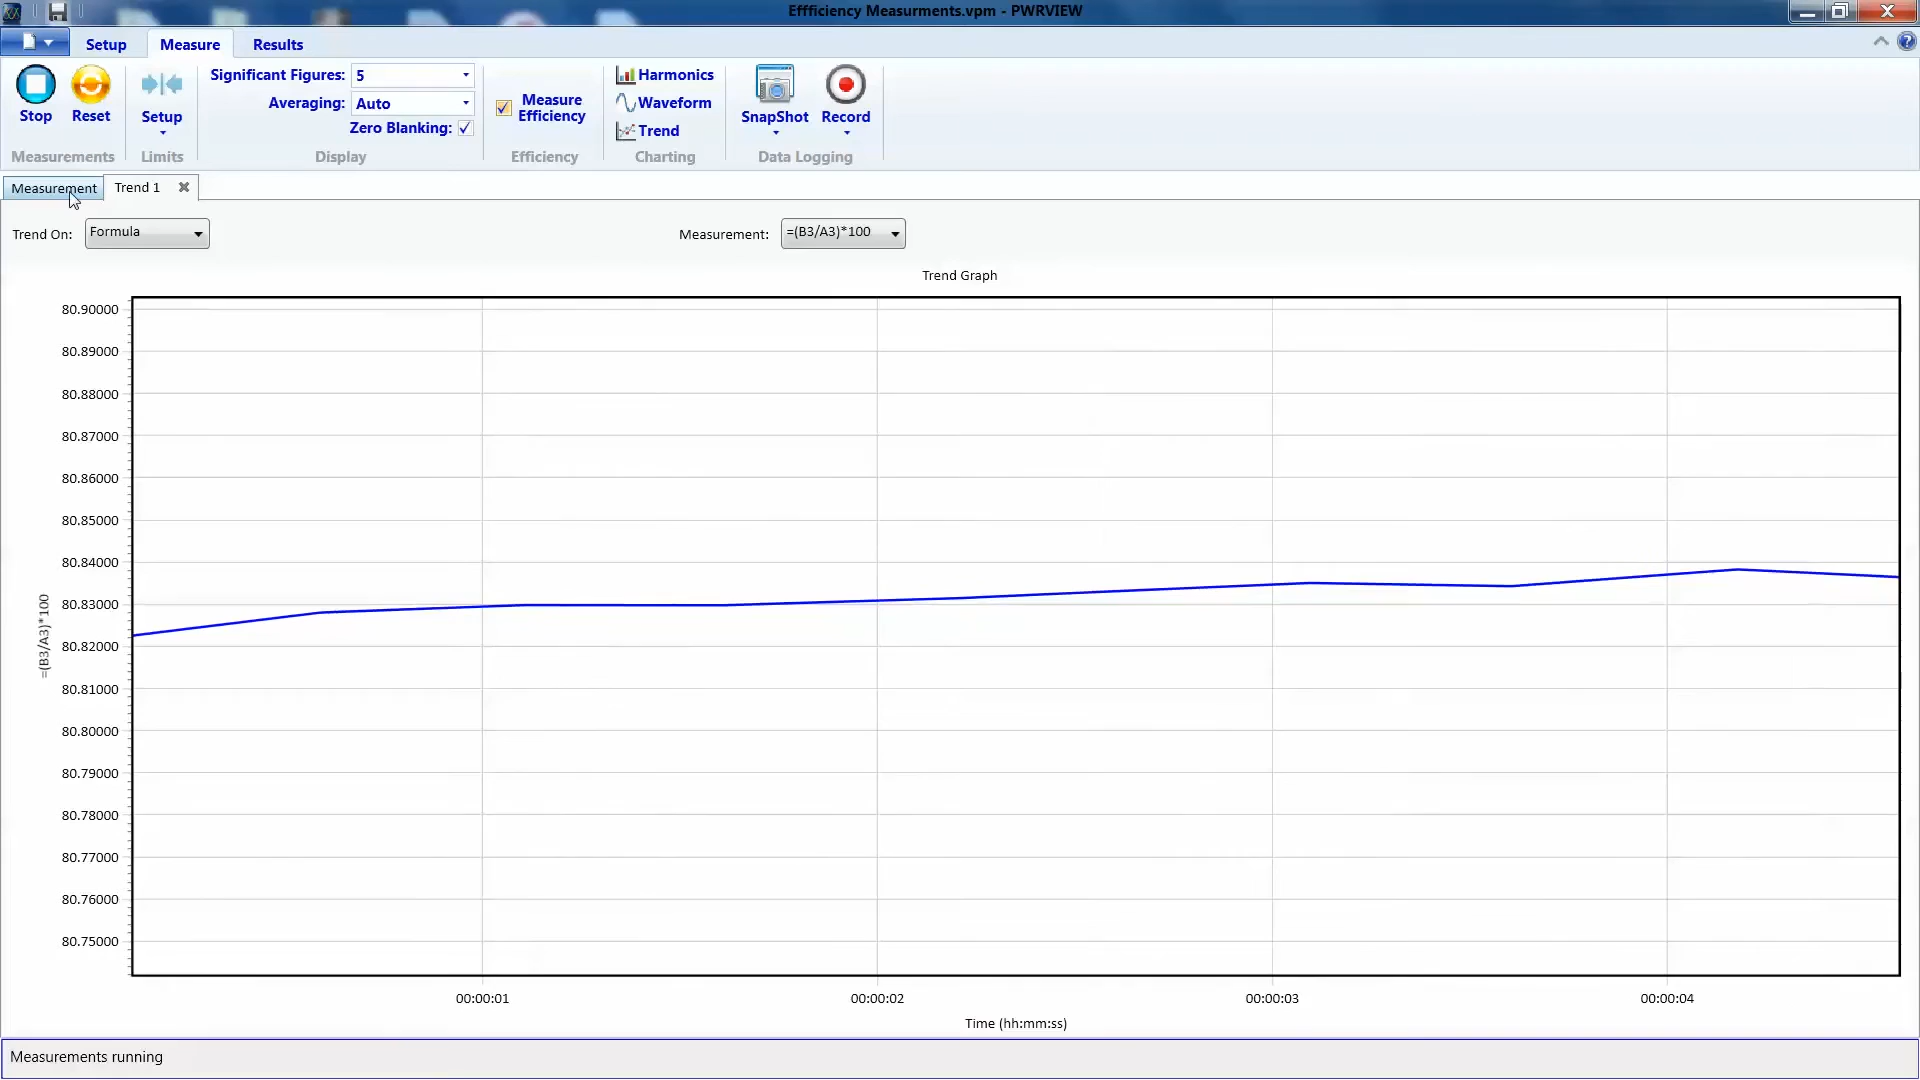 Effficiency Measurments.vpm - PWRVIEW
Setup
Measure
Results
Stop
Reset
Measurements
Setup
Limits
Significant Figures: 5
Averaging: Auto
Zero Blanking:
Display
Measure
Efficiency
Efficiency
Harmonics
Waveform
Trend
Charting
SnapShot
Record
Data Logging
Measurement
Trend 1
Trend On: Formula
Measurement: =(B3/A3)*100
Trend Graph
80.90000
80.89000
80.88000
80.87000
80.86000
80.85000
80.84000
80.83000
80.82000
80.81000
80.80000
80.79000
80.78000
80.77000
80.76000
80.75000
=(B3/A3)*100
00:00:01
00:00:02
00:00:03
00:00:04
Time (hh:mm:ss)
Measurements running